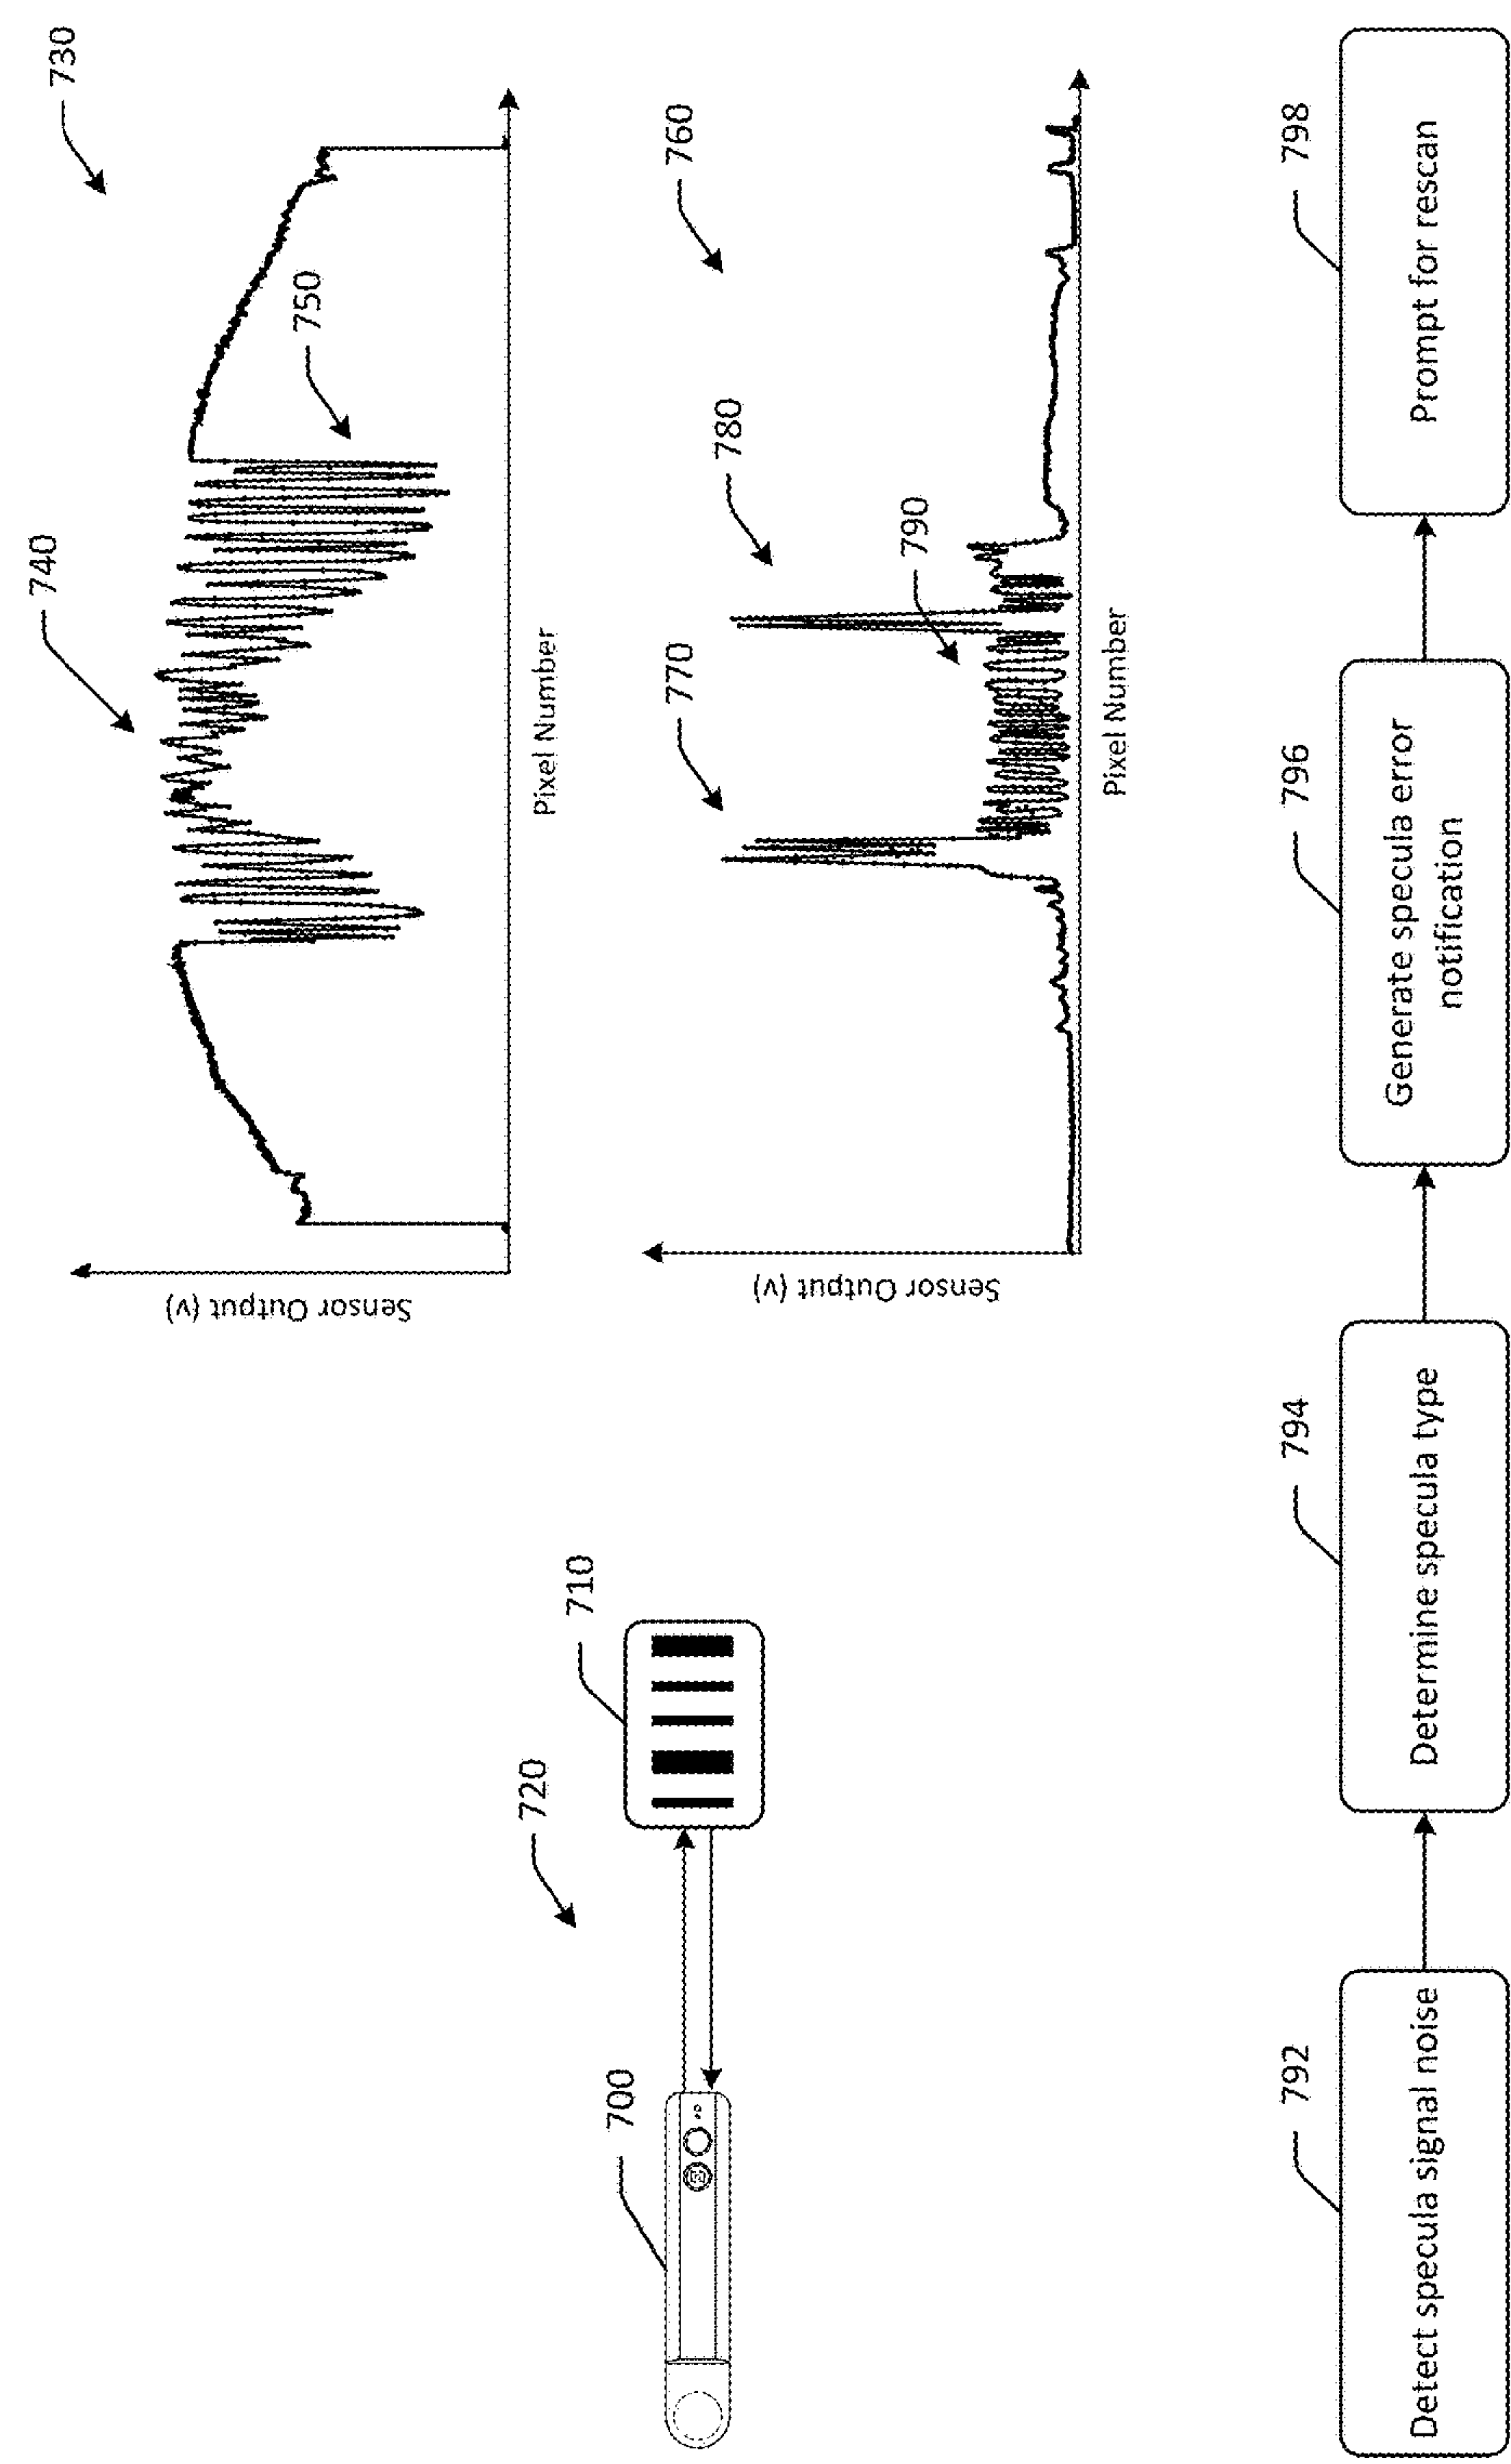 730
740
750
Sensor Output (v)
Pixel Number
760
770
780
790
Sensor Output (v)
Pixel Number
700
720
710
792
Detect specula signal noise
794
Determine specula type
796
Generate specula error
notification
798
Prompt for rescan